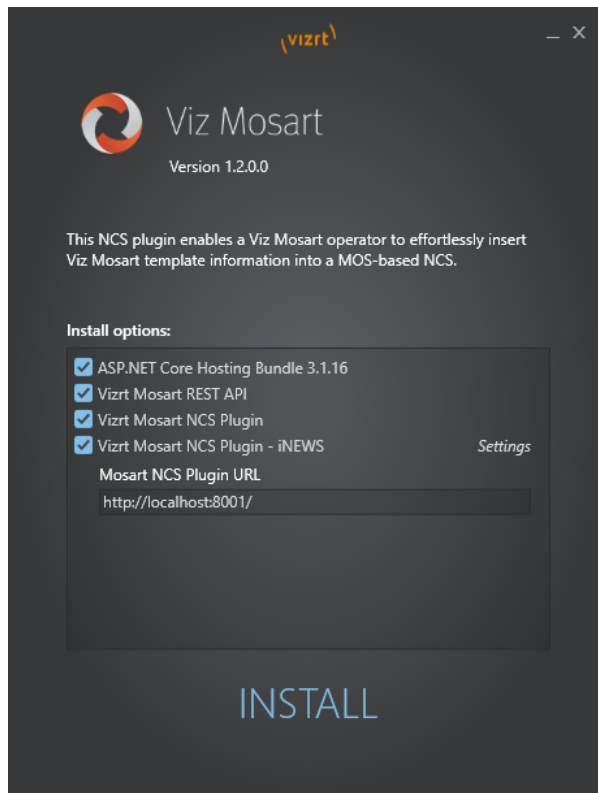 vizrt
Viz Mosart
Version 1.2.0.0
This NCS plugin enables a Viz Mosart operator to effortlessly insert
Viz Mosart template information into a MOS-based NCS.
Install options:
ASP.NET Core Hosting Bundle 3.1.16
Vizrt Mosart REST API
Vizrt Mosart NCS Plugin
Vizrt Mosart NCS Plugin - iNEWS Settings
Mosart NCS Plugin URL
http://localhost:8001/
INSTALL